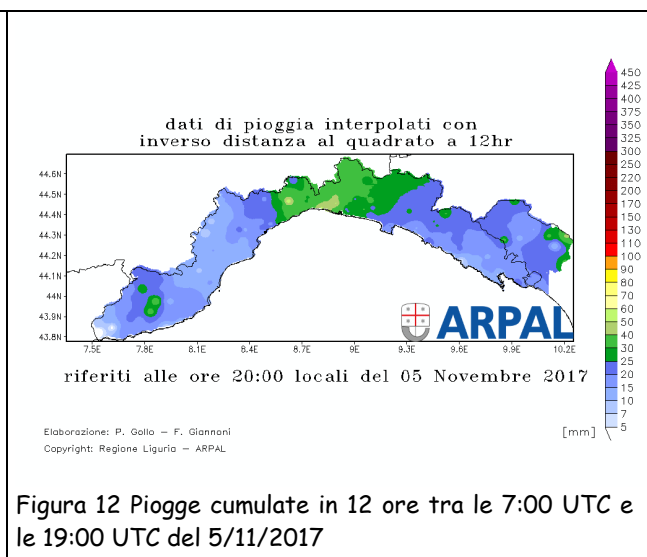 dati di pioggia interpolati con
inverso distanza al quadrato a 12hr
44.6N
44.5N
44.4N
44.3N
44.2N
44.1N
44N
43.9N
43.8N
7.5E 7.8E 8.1E 8.4E 8.7E 9E 9.3E 9.6E 9.9E 10.2E
ARPAL
riferiti alle ore 20:00 locali del 05 Novembre 2017
Elaborazione: P. Gollo – F. Giannoni
Copyright: Regione Liguria – ARPAL
450
425
400
375
350
325
300
250
220
200
170
150
130
110
100
90
80
70
60
50
40
30
25
20
15
10
7
5
[mm]
Figura 12 Piogge cumulate in 12 ore tra le 7:00 UTC e
le 19:00 UTC del 5/11/2017